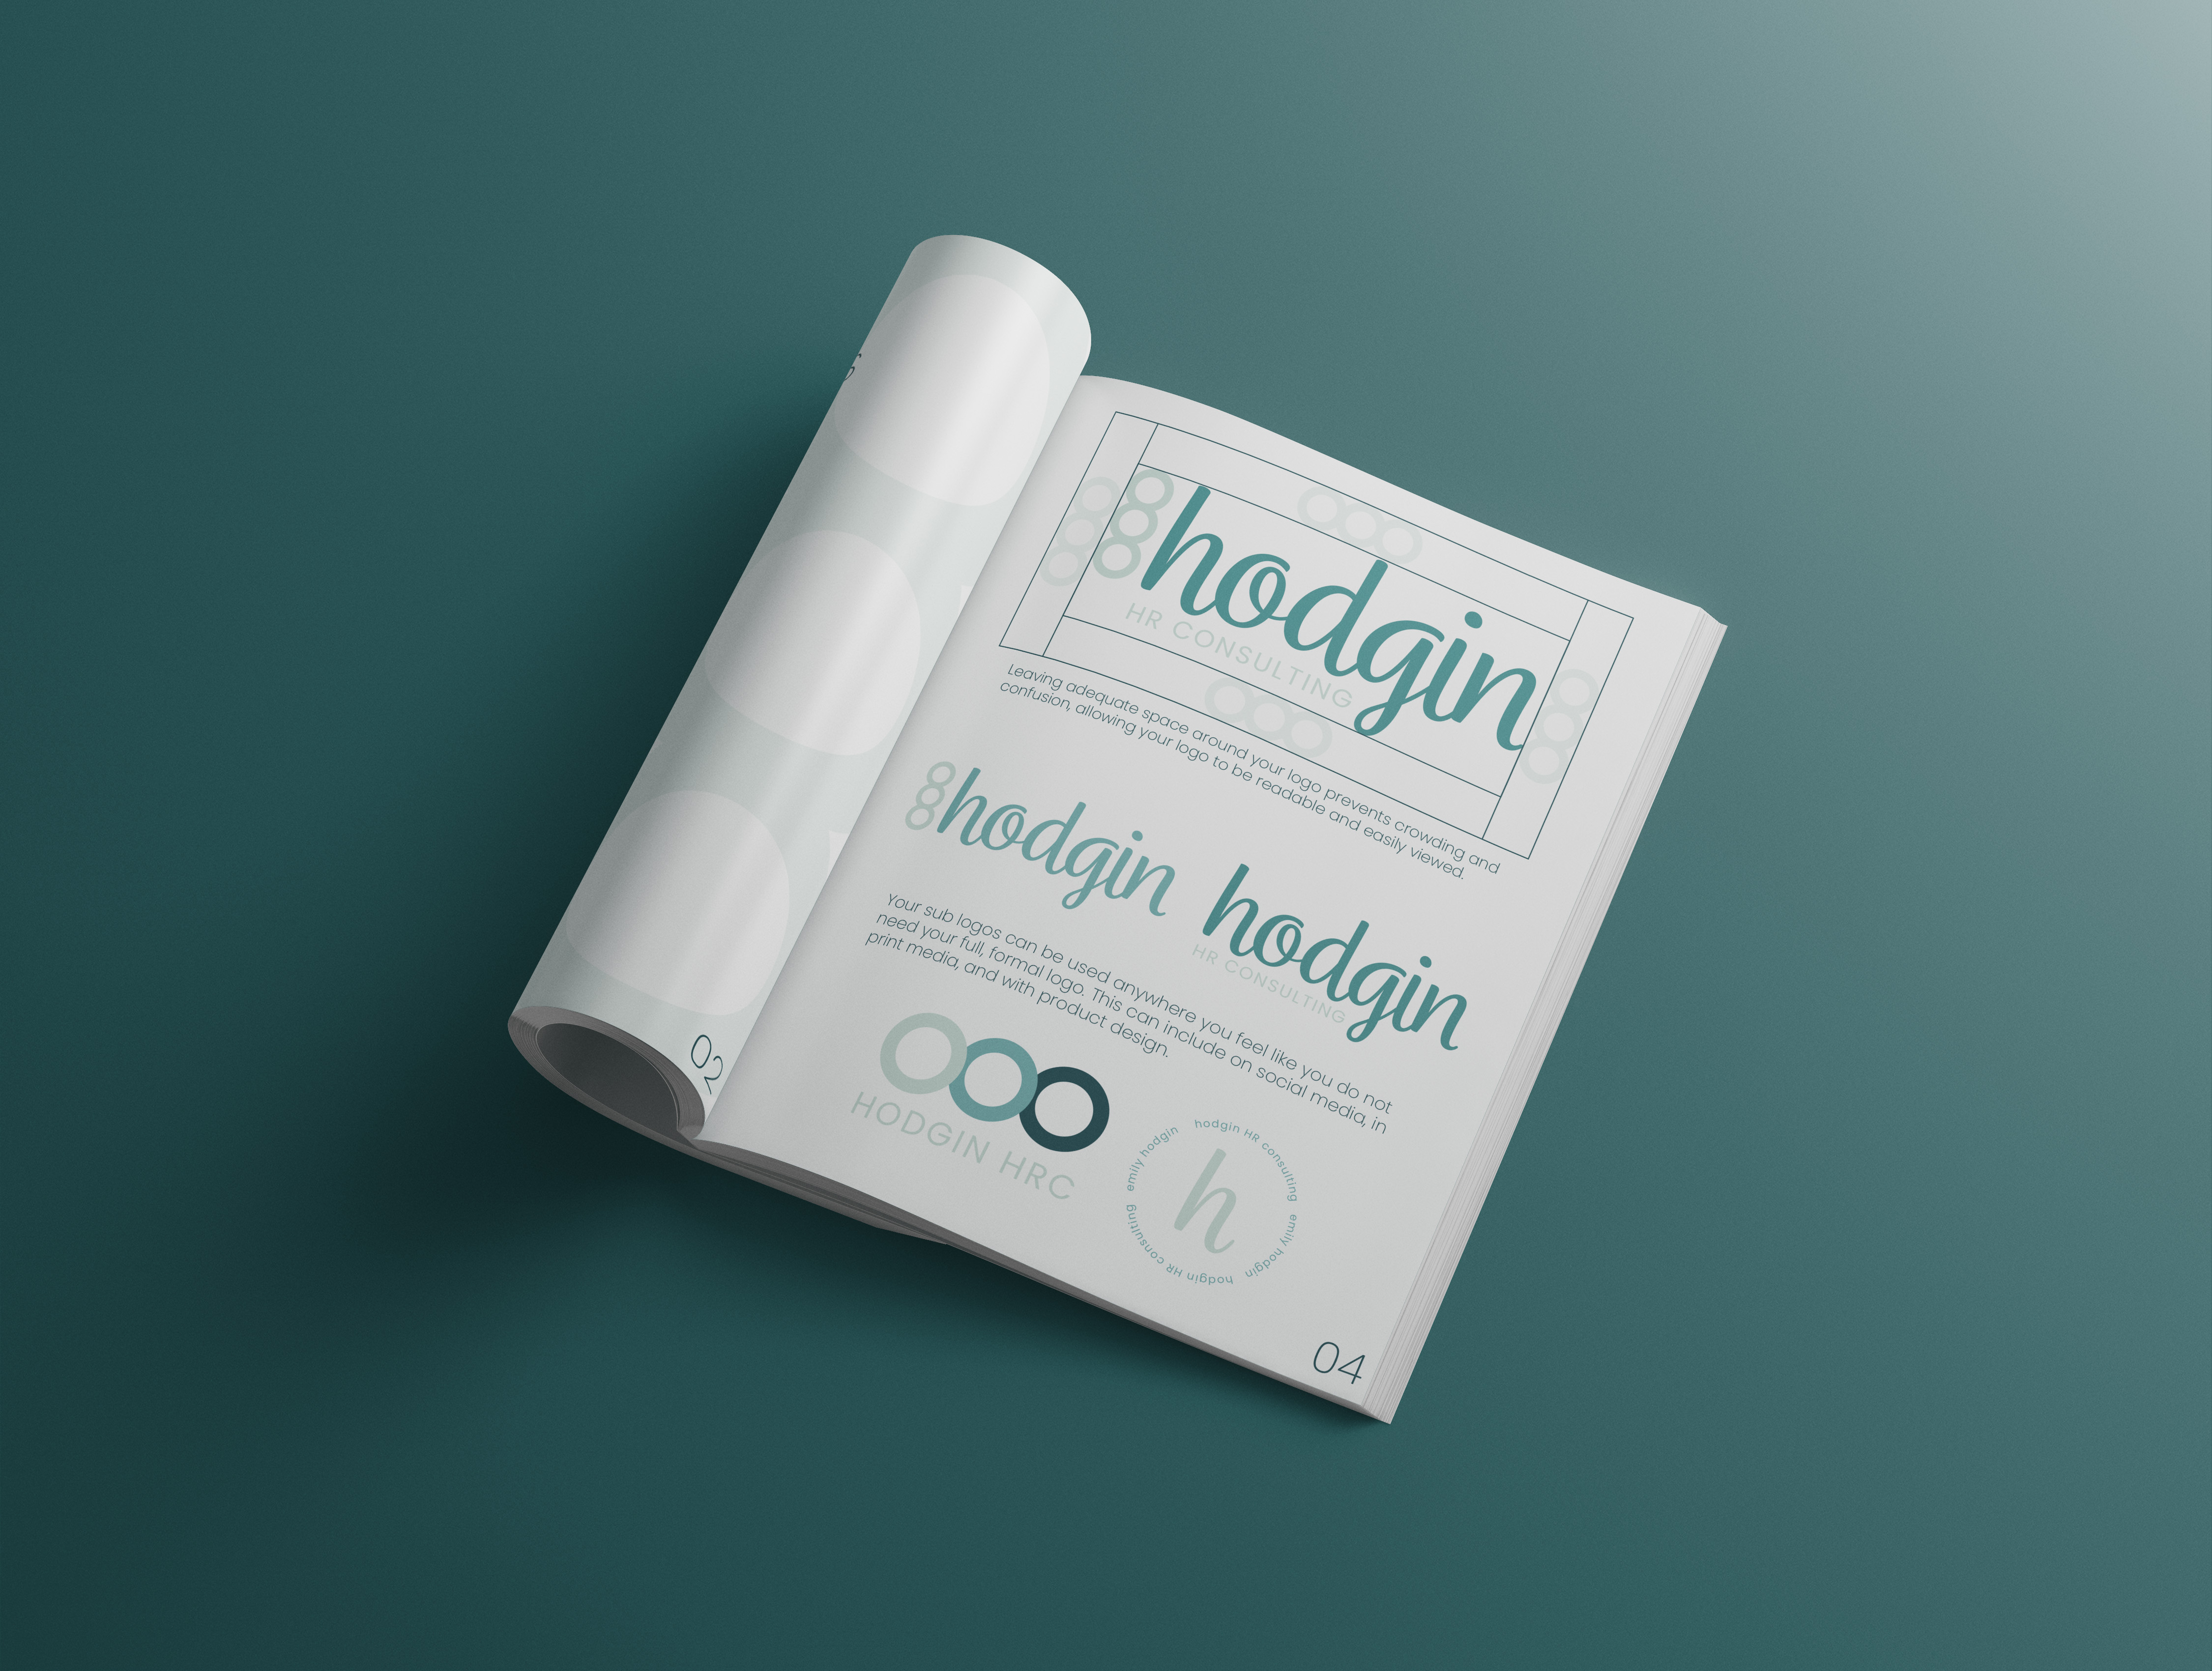 02
hodgin
HR CONSULTING
Leaving adequate space around your logo prevents crowding and
confusion, allowing your logo to be readable and easily viewed.
hodgin
hodgin
HR CONSULTING
Your sub logos can be used anywhere you feel like you do not
need your full, formal logo. This can include on social media, in
print media, and with product design.
HODGIN HRC
hodgin HR consulting emily hodgin hodgin HR consulting emily hodgin
h
04